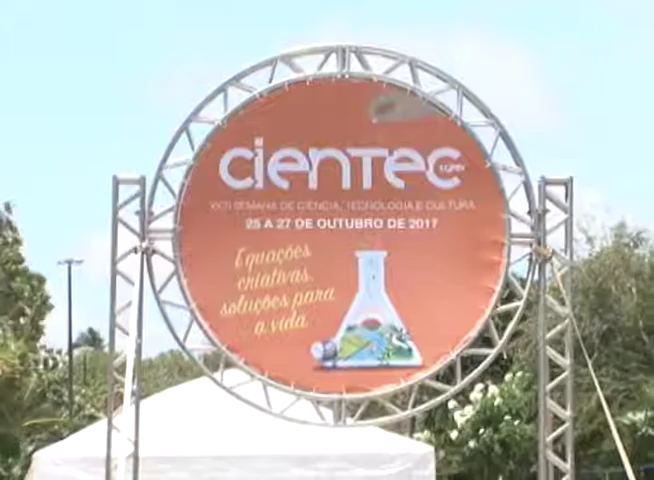 CIENTEC
UFRN
XXIII SEMANA DE CIÊNCIA, TECNOLOGIA E CULTURA
25 A 27 DE OUTUBRO DE 2017
Equações
criativas,
soluções para
a vida